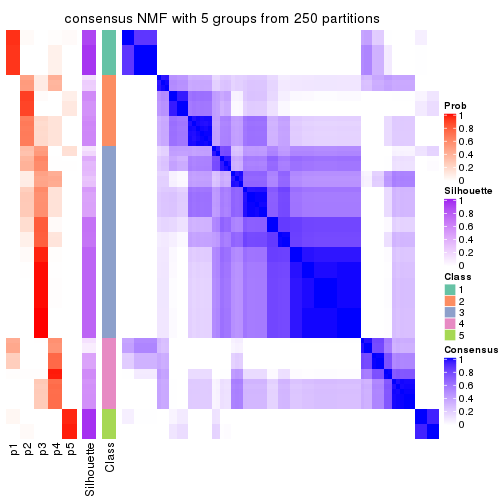 consensus NMF with 5 groups from 250 partitions
Prob
1
0.8
0.6
0.4
0.2
0
Silhouette
1
0.8
0.6
0.4
0.2
0
Class
1
2
3
4
5
Consensus
1
0.8
0.6
0.4
0.2
0
p1
p2
p3
p4
p5
Silhouette
Class